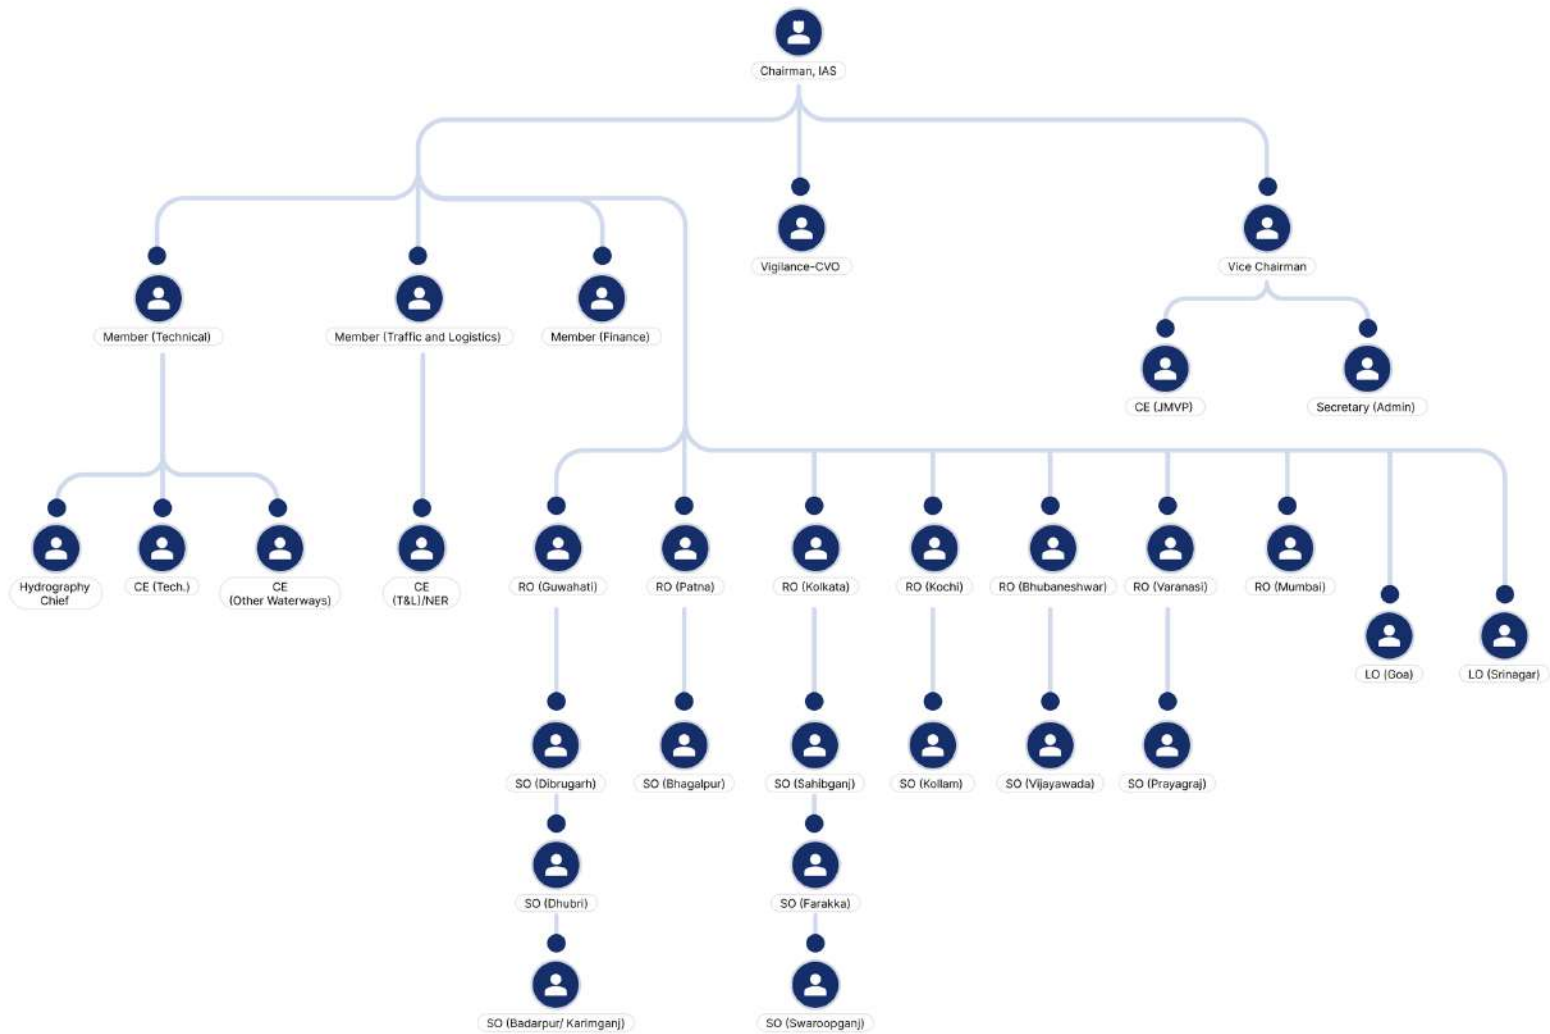 Chairman, IAS
Vigilance-CVO
Vice Chairman
Member (Technical)
Member (Traffic and Logistics)
Member (Finance)
CE (JMVP)
Secretary (Admin)
Hydrography
Chief
CE (Tech.)
CE
(Other Waterways)
CE
(T&L)/NER
RO (Guwahati)
RO (Patna)
RO (Kolkata)
RO (Kochi)
RO (Bhubaneshwar)
RO (Varanasi)
RO (Mumbai)
LO (Goa)
LO (Srinagar)
SO (Dibrugarh)
SO (Bhagalpur)
SO (Sahibganj)
SO (Kollam)
SO (Vijayawada)
SO (Prayagraj)
SO (Dhubri)
SO (Farakka)
SO (Badarpur/ Karimganj)
SO (Swaroopganj)